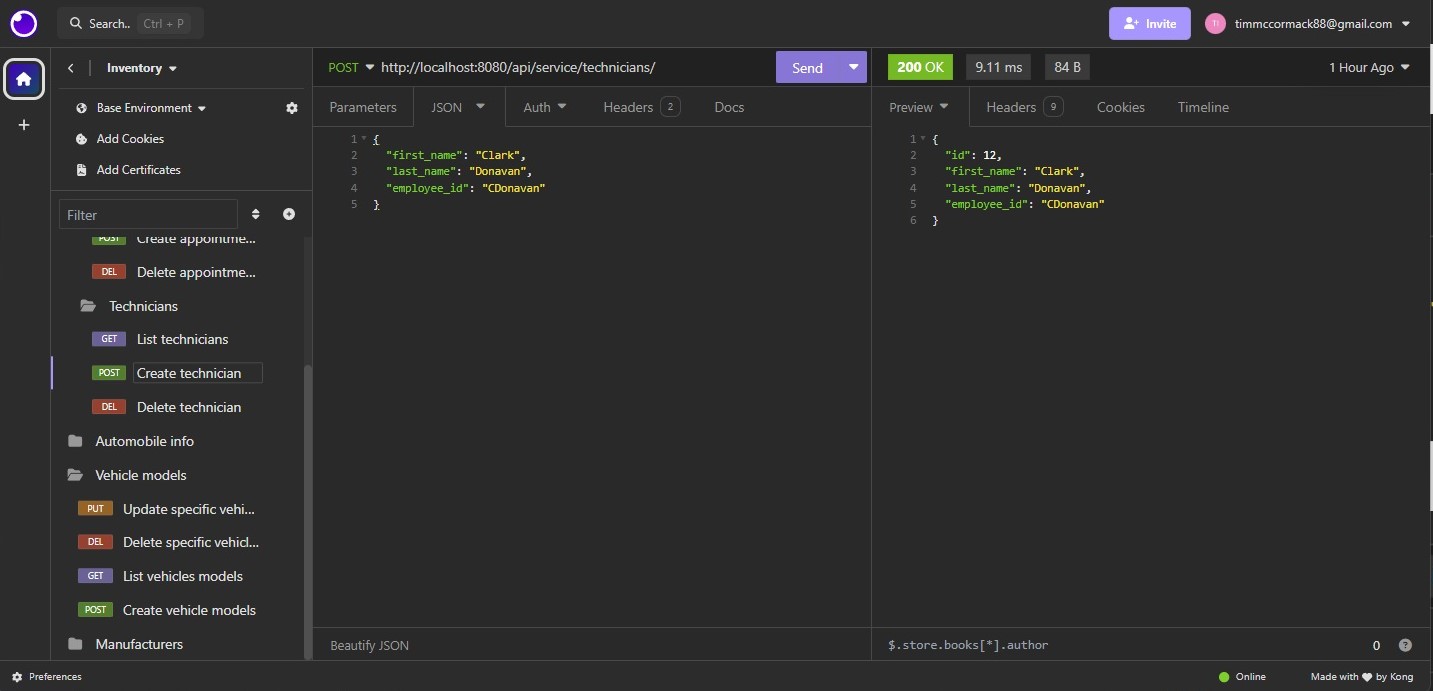 Search.. Ctrl + P
Invite
TI
timmccormack88@gmail.com
Inventory
Base Environment
Add Cookies
Add Certificates
Filter
POST Create appointme...
DEL Delete appointme...
Technicians
GET List technicians
POST Create technician
DEL Delete technician
Automobile info
Vehicle models
PUT Update specific vehi...
DEL Delete specific vehicl...
GET List vehicles models
POST Create vehicle models
Manufacturers
POST http://localhost:8080/api/service/technicians/
Send
Parameters JSON Auth Headers 2 Docs
1 {
2 "first_name": "Clark",
3 "last_name": "Donavan",
4 "employee_id": "CDonavan"
5 }
Beautify JSON
200 OK 9.11 ms 84 B 1 Hour Ago
Preview Headers 9 Cookies Timeline
1 {
2 "id": 12,
3 "first_name": "Clark",
4 "last_name": "Donavan",
5 "employee_id": "CDonavan"
6 }
$.store.books[*].author 0 ?
Preferences
Online
Made with ♥ by Kong